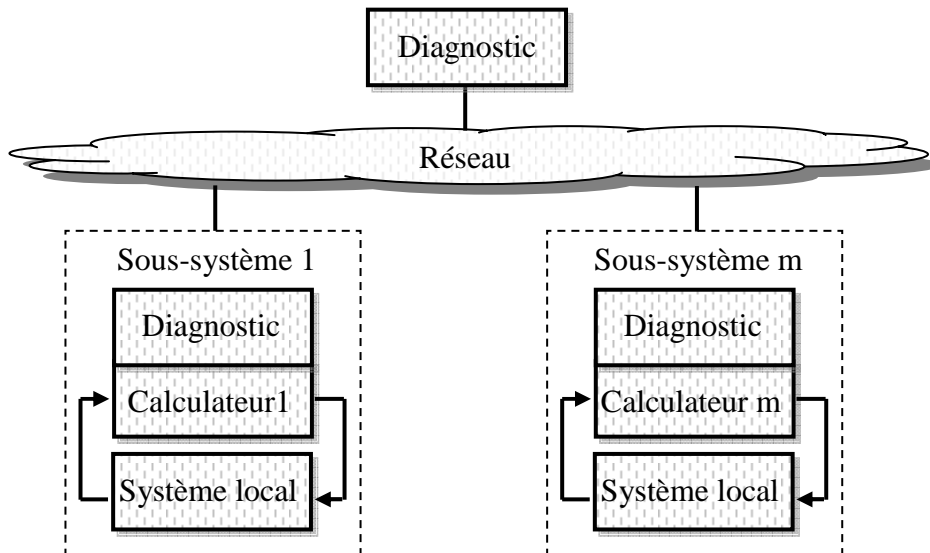 Diagnostic
Réseau
Sous-système 1
Diagnostic
Calculateur1
Système local
Sous-système m
Diagnostic
Calculateur m
Système local